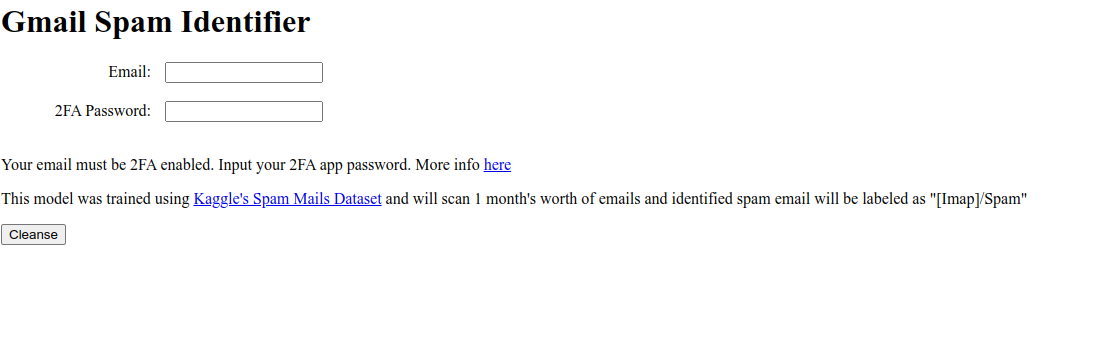 Gmail Spam Identifier
Email:
2FA Password:
Your email must be 2FA enabled. Input your 2FA app password. More info here
This model was trained using Kaggle's Spam Mails Dataset and will scan 1 month's worth of emails and identified spam email will be labeled as "[Imap]/Spam"
Cleanse